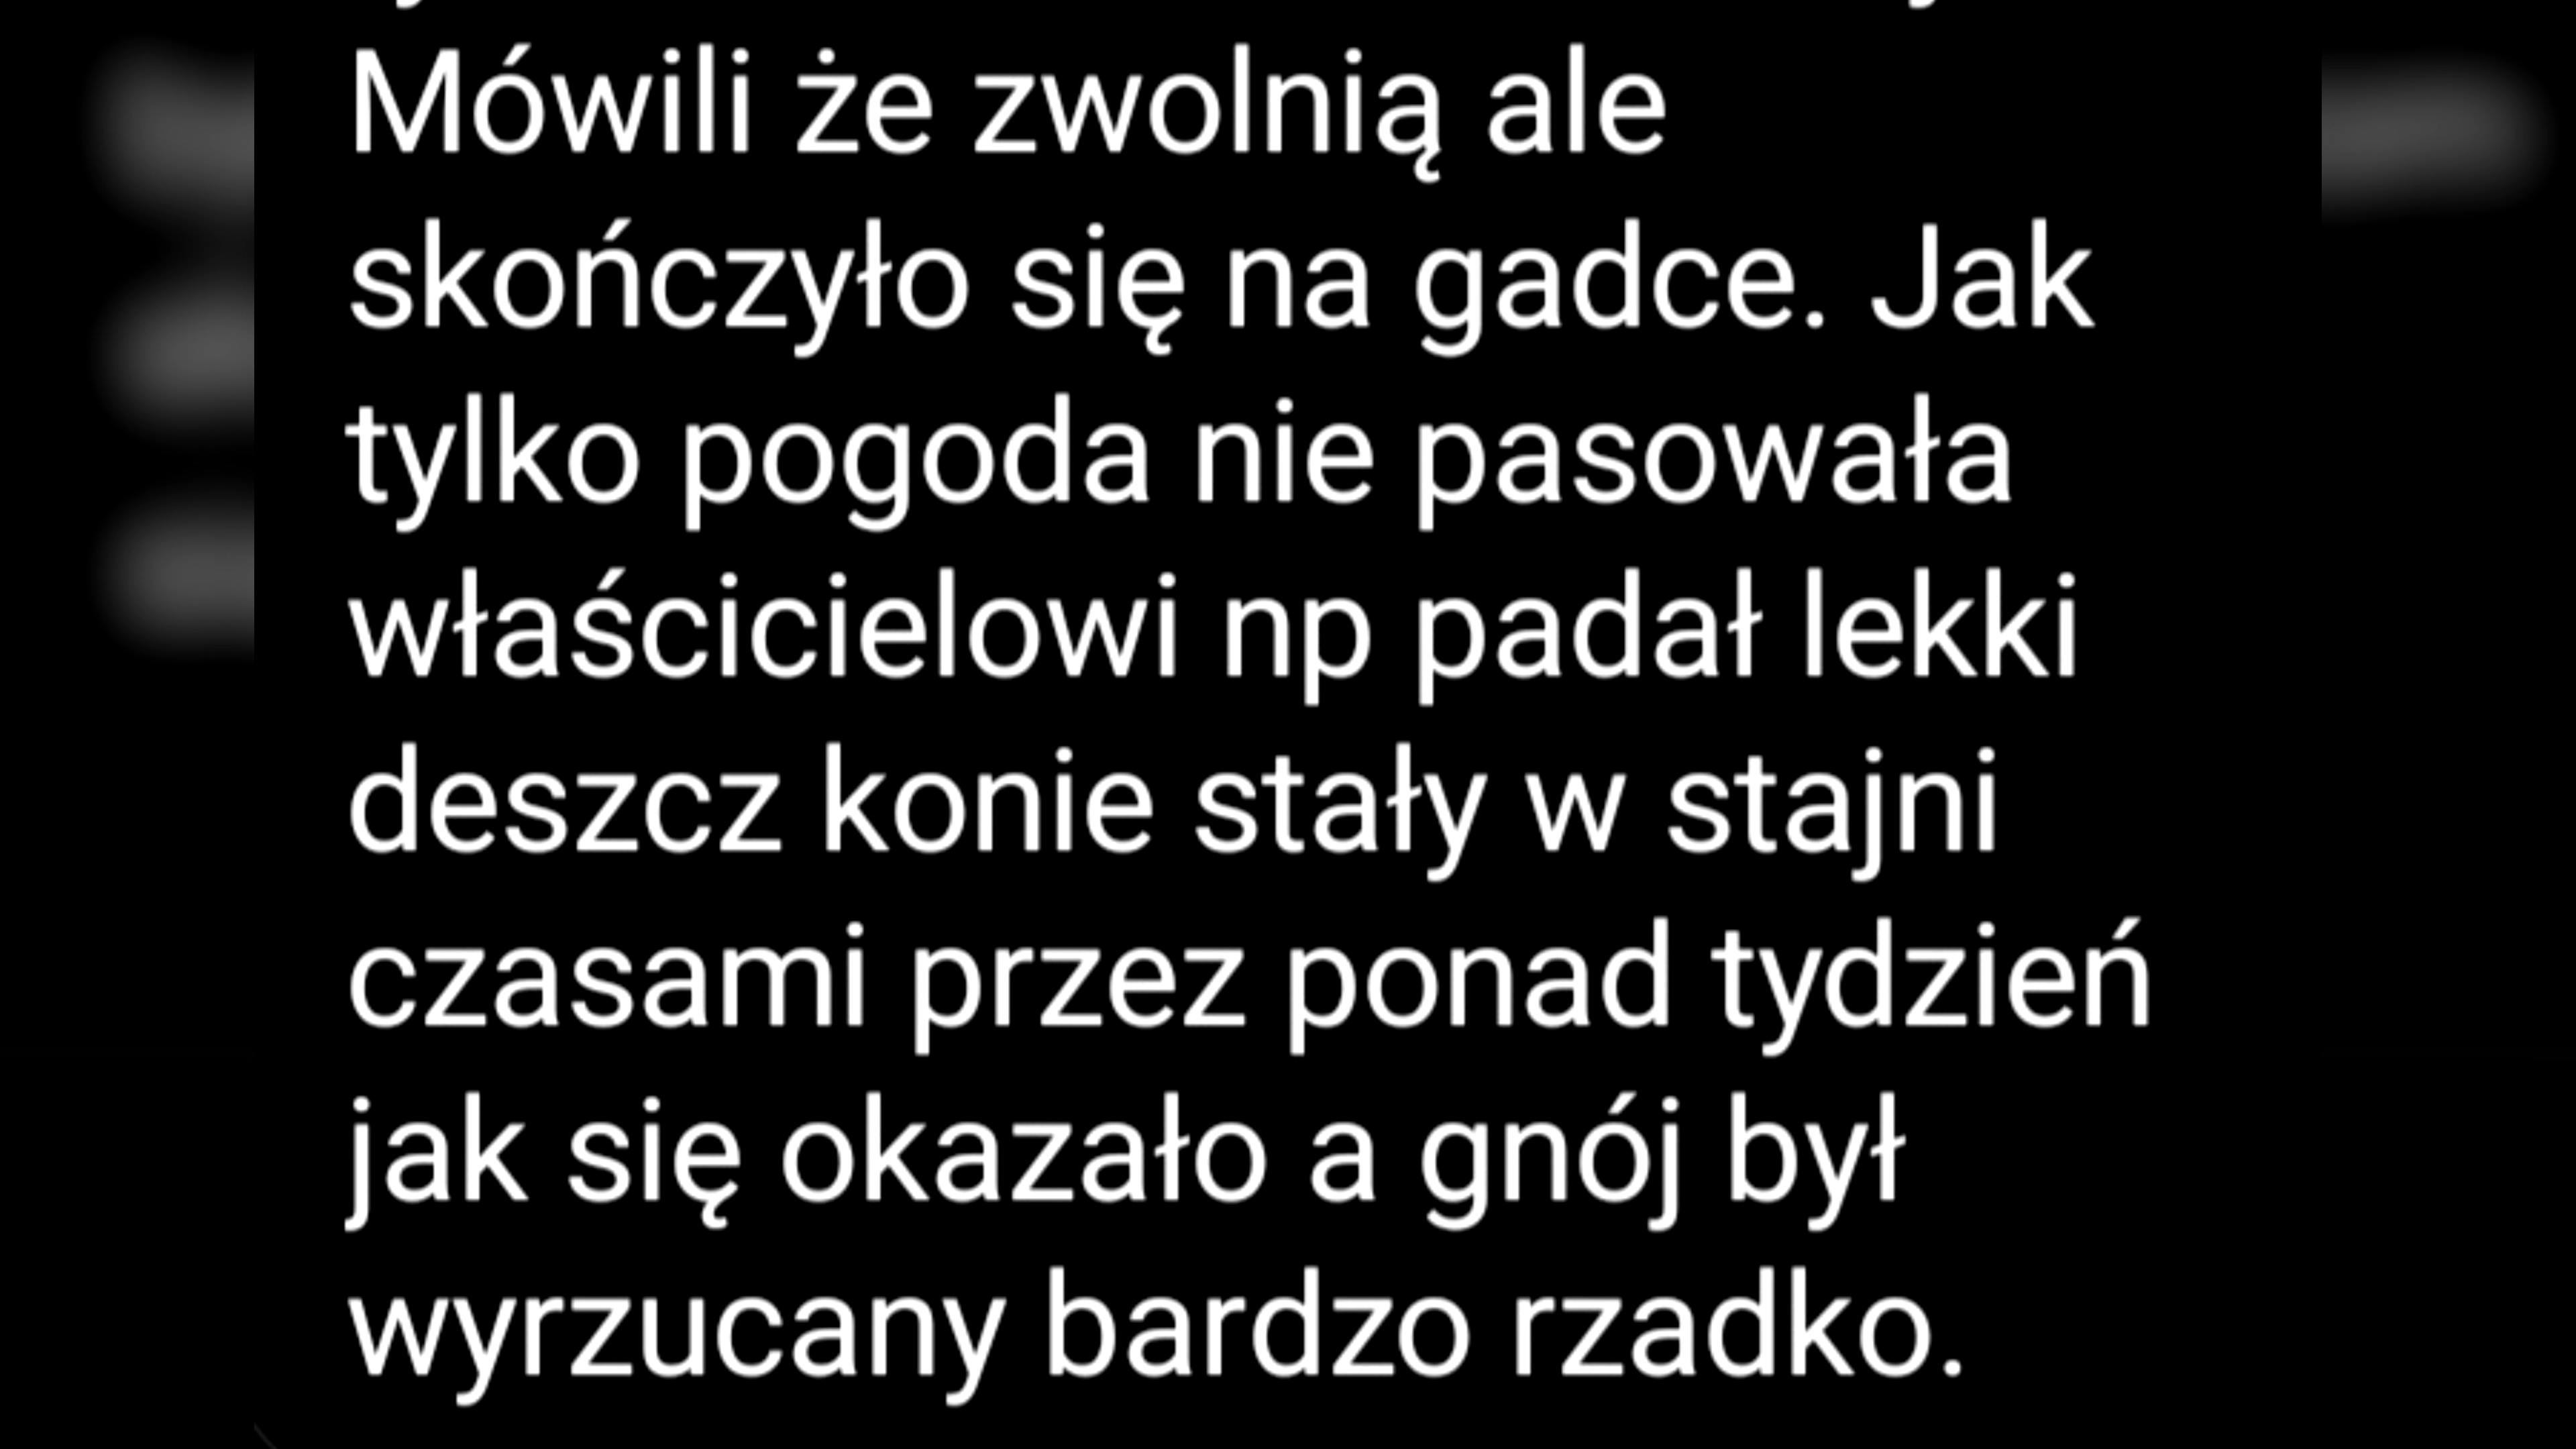 Mówili że zwolnią ale
skończyło się na gadce. Jak
tylko pogoda nie pasowała
właścicielowi np padał lekki
deszcz konie stały w stajni
czasami przez ponad tydzień
jak się okazało a gnój był
wyrzucany bardzo rzadko.